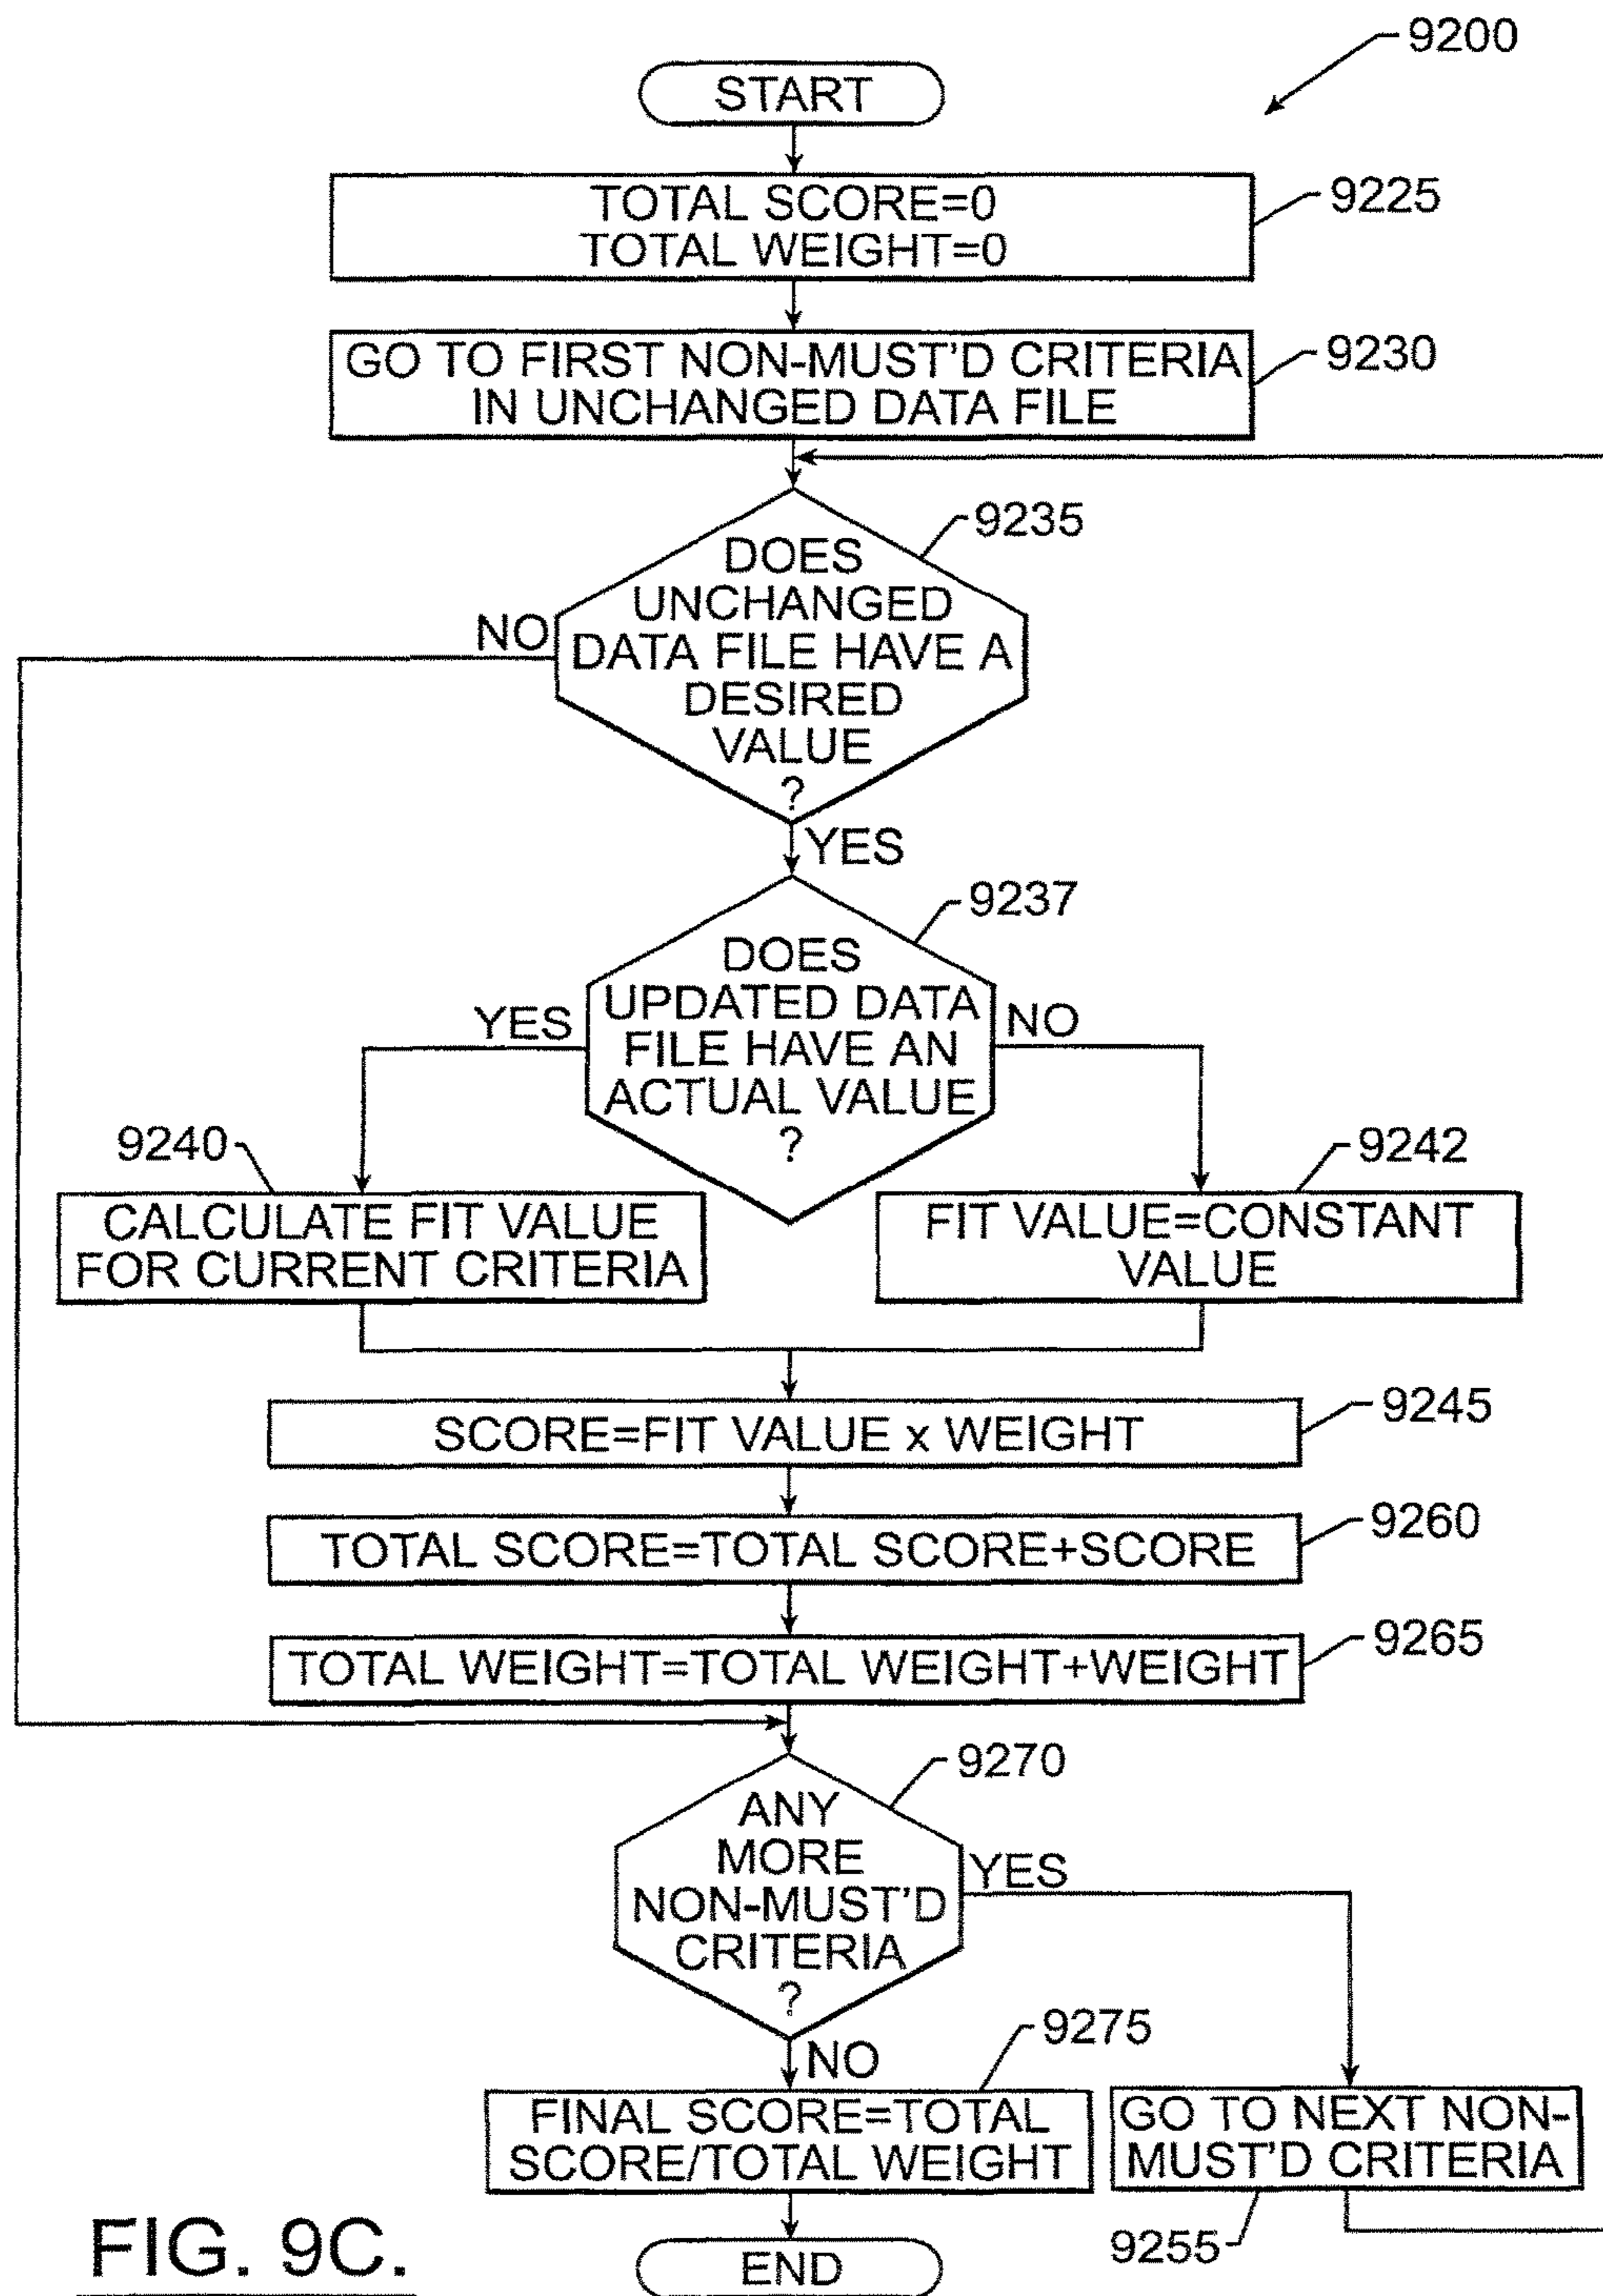 9200
START
TOTAL SCORE=0
TOTAL WEIGHT=0
9225
GO TO FIRST NON-MUST'D CRITERIA
IN UNCHANGED DATA FILE
9230
9235
DOES
UNCHANGED
DATA FILE HAVE A
DESIRED
VALUE
?
NO
YES
9237
DOES
UPDATED DATA
FILE HAVE AN
ACTUAL VALUE
?
YES
NO
9240
CALCULATE FIT VALUE
FOR CURRENT CRITERIA
9242
FIT VALUE=CONSTANT
VALUE
SCORE=FIT VALUE x WEIGHT
9245
TOTAL SCORE=TOTAL SCORE+SCORE
9260
TOTAL WEIGHT=TOTAL WEIGHT+WEIGHT
9265
9270
ANY
MORE
NON-MUST'D
CRITERIA
?
YES
NO
9275
FINAL SCORE=TOTAL
SCORE/TOTAL WEIGHT
GO TO NEXT NON-
MUST'D CRITERIA
9255
END
FIG. 9C.